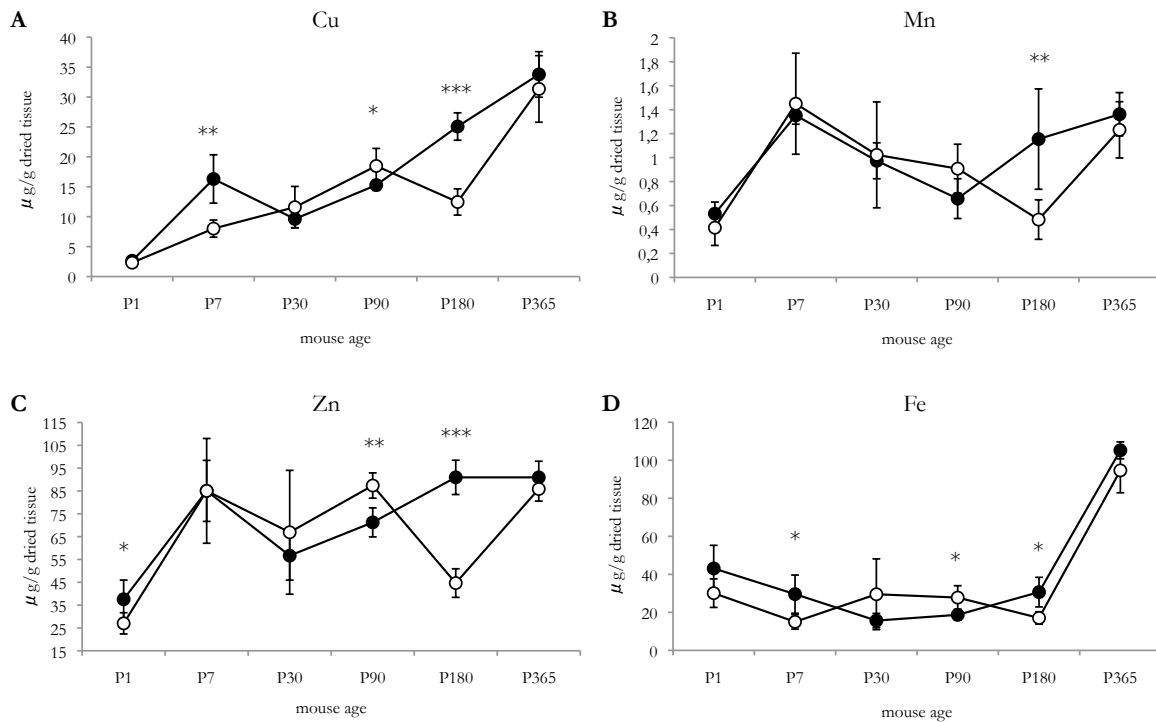 A
Cu
40
35
30
25
20
15
10
5
0
μ g/g dried tissue
**
*
***
P1 P7 P30 P90 P180 P365
mouse age
B
Mn
2
1,8
1,6
1,4
1,2
1
0,8
0,6
0,4
0,2
0
μ g/g dried tissue
**
P1 P7 P30 P90 P180 P365
mouse age
C
Zn
115
105
95
85
75
65
55
45
35
25
15
μ g/g dried tissue
*
**
***
P1 P7 P30 P90 P180 P365
mouse age
D
Fe
120
100
80
60
40
20
0
μ g/g dried tissue
*
*
*
P1 P7 P30 P90 P180 P365
mouse age